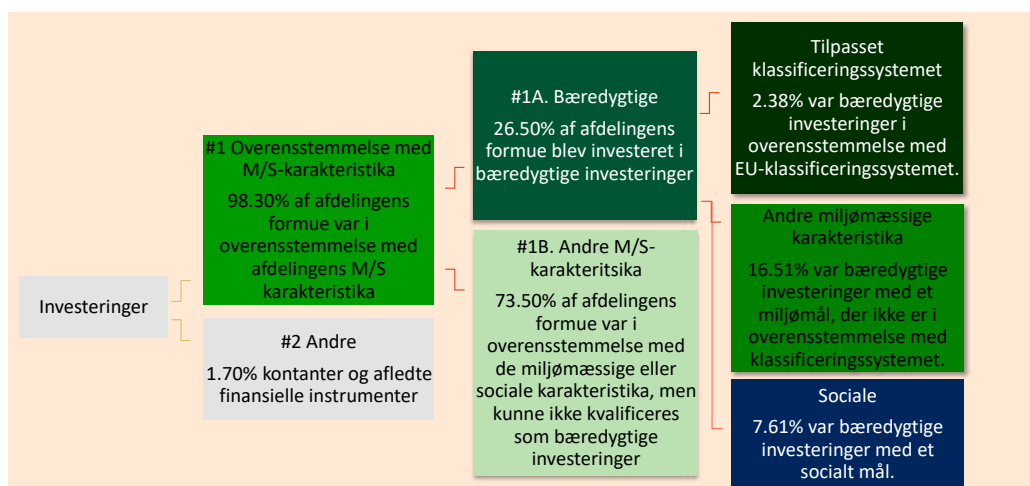 Investeringer
#1 Overensstemmelse med
M/S-karakteristika
98.30% af afdelingens
formue var i
overensstemmelse med
afdelingens M/S
karakteristika
#2 Andre
1.70% kontanter og afledte
finansielle instrumenter
#1A. Bæredygtige
26.50% af afdelingens
formue blev investeret i
bæredygtige investeringer
#1B. Andre M/S-
karakteritsika
73.50% af afdelingens
formue var i
overensstemmelse med
de miljømæssige eller
sociale karakteristika, men
kunne ikke kvalificeres
som bæredygtige
investeringer
Tilpasset
klassificeringssystemet
2.38% var bæredygtige
investeringer i
overensstemmelse med
EU-klassificeringssystemet.
Andre miljømæssige
karakteristika
16.51% var bæredygtige
investeringer med et
miljømål, der ikke er i
overensstemmelse med
klassificeringssystemet.
Sociale
7.61% var bæredygtige
investeringer med et
socialt mål.